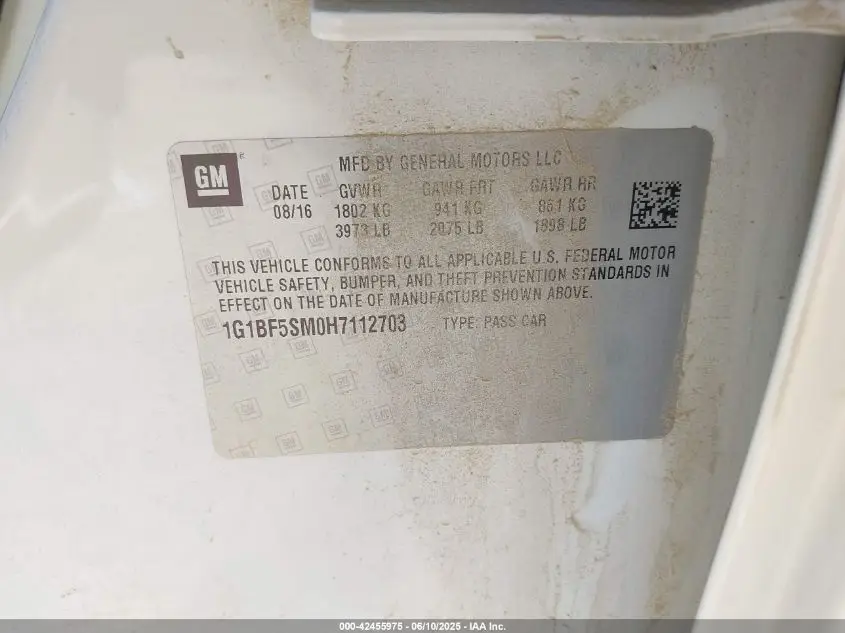 GM
MFD BY GENERAL MOTORS LLC
DATE GVWR GAWR FRT GAWR RR
08/16 1802 KG 941 KG 861 KG
3973 LB 2075 LB 1898 LB
THIS VEHICLE CONFORMS TO ALL APPLICABLE U.S. FEDERAL MOTOR
VEHICLE SAFETY, BUMPER, AND THEFT PREVENTION STANDARDS IN
EFFECT ON THE DATE OF MANUFACTURE SHOWN ABOVE.
1G1BF5SM0H7112703 TYPE: PASS CAR
000-42455975 - 06/10/2025 - IAA Inc.